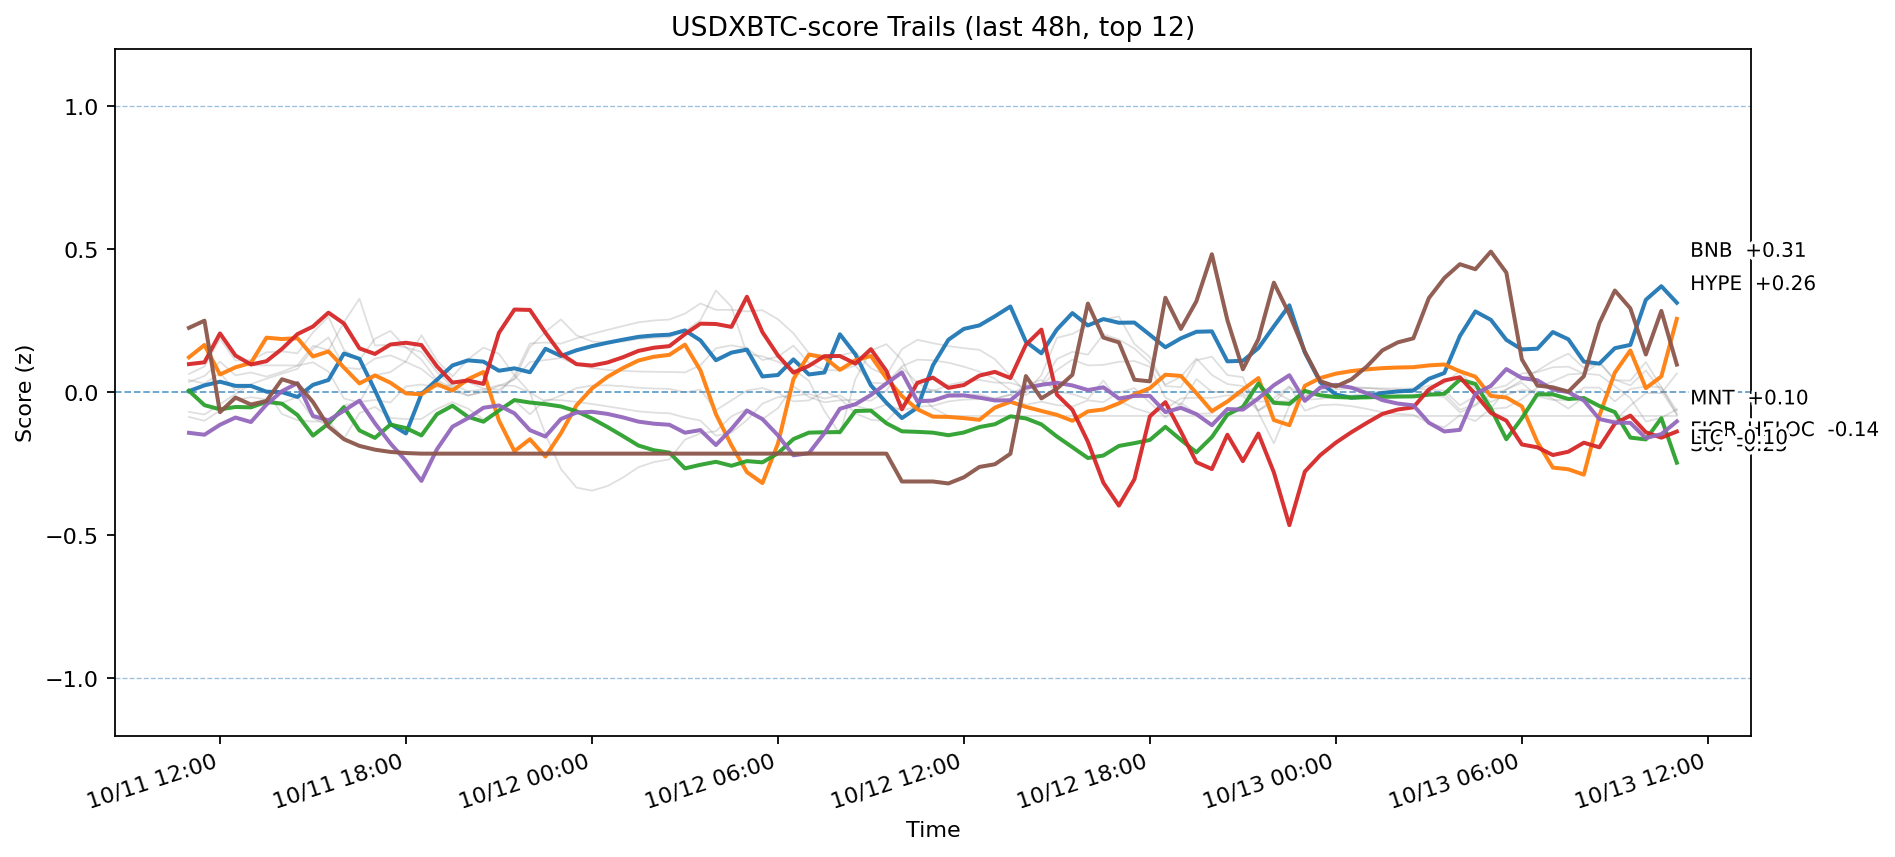 USDXBTC-score Trails (last 48h, top 12)
1.0
0.5
0.0
−0.5
−1.0
Score (z)
BNB +0.31
HYPE +0.26
MNT +0.10
-0.14
LTC -0.10
10/11 12:00
10/11 18:00
10/12 00:00
10/12 06:00
10/12 12:00
10/12 18:00
10/13 00:00
10/13 06:00
10/13 12:00
Time